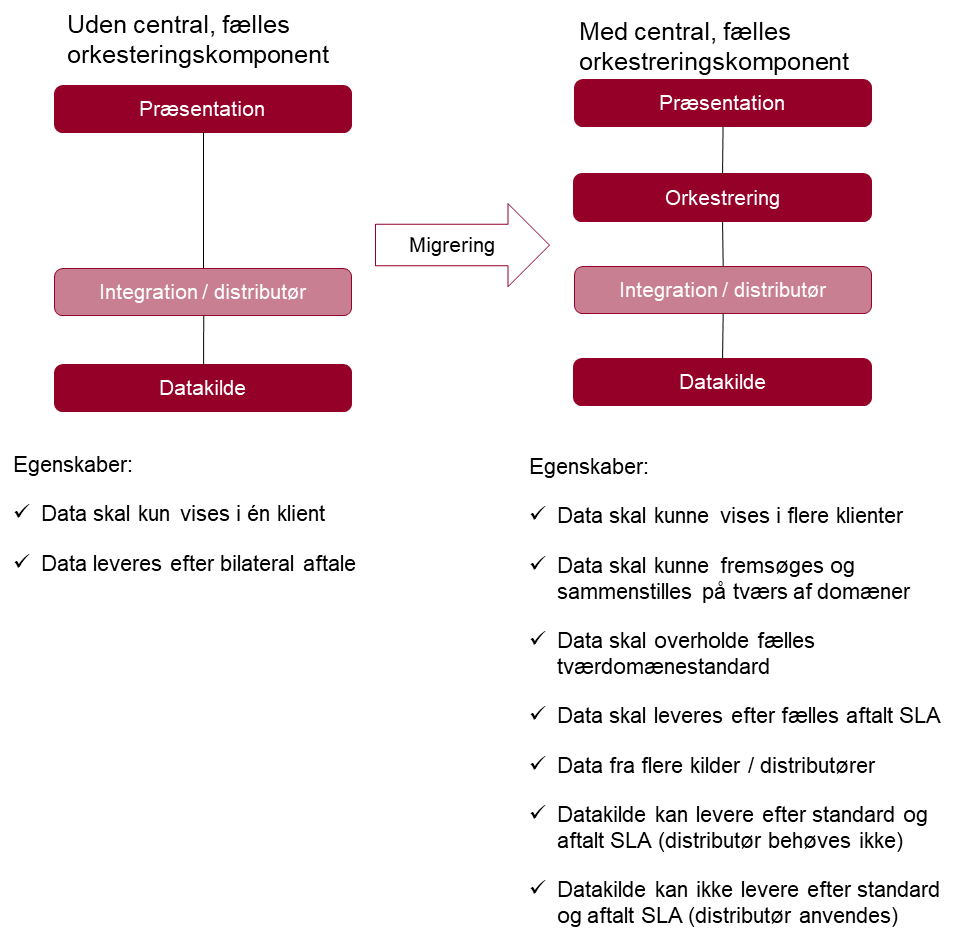 Uden central, fælles
orkesteringskomponent
Præsentation
Integration / distributør
Datakilde
Migrering
Med central, fælles
orkestreringskomponent
Præsentation
Orkestrering
Integration / distributør
Datakilde
Egenskaber:
✓ Data skal kun vises i én klient
✓ Data leveres efter bilateral aftale
Egenskaber:
✓ Data skal kunne vises i flere klienter
✓ Data skal kunne fremsøges og
sammenstilles på tværs af domæner
✓ Data skal overholde fælles
tværdomænestandard
✓ Data skal leveres efter fælles aftalt SLA
✓ Data fra flere kilder / distributører
✓ Datakilde kan levere efter standard og
aftalt SLA (distributør behøves ikke)
✓ Datakilde kan ikke levere efter standard
og aftalt SLA (distributør anvendes)